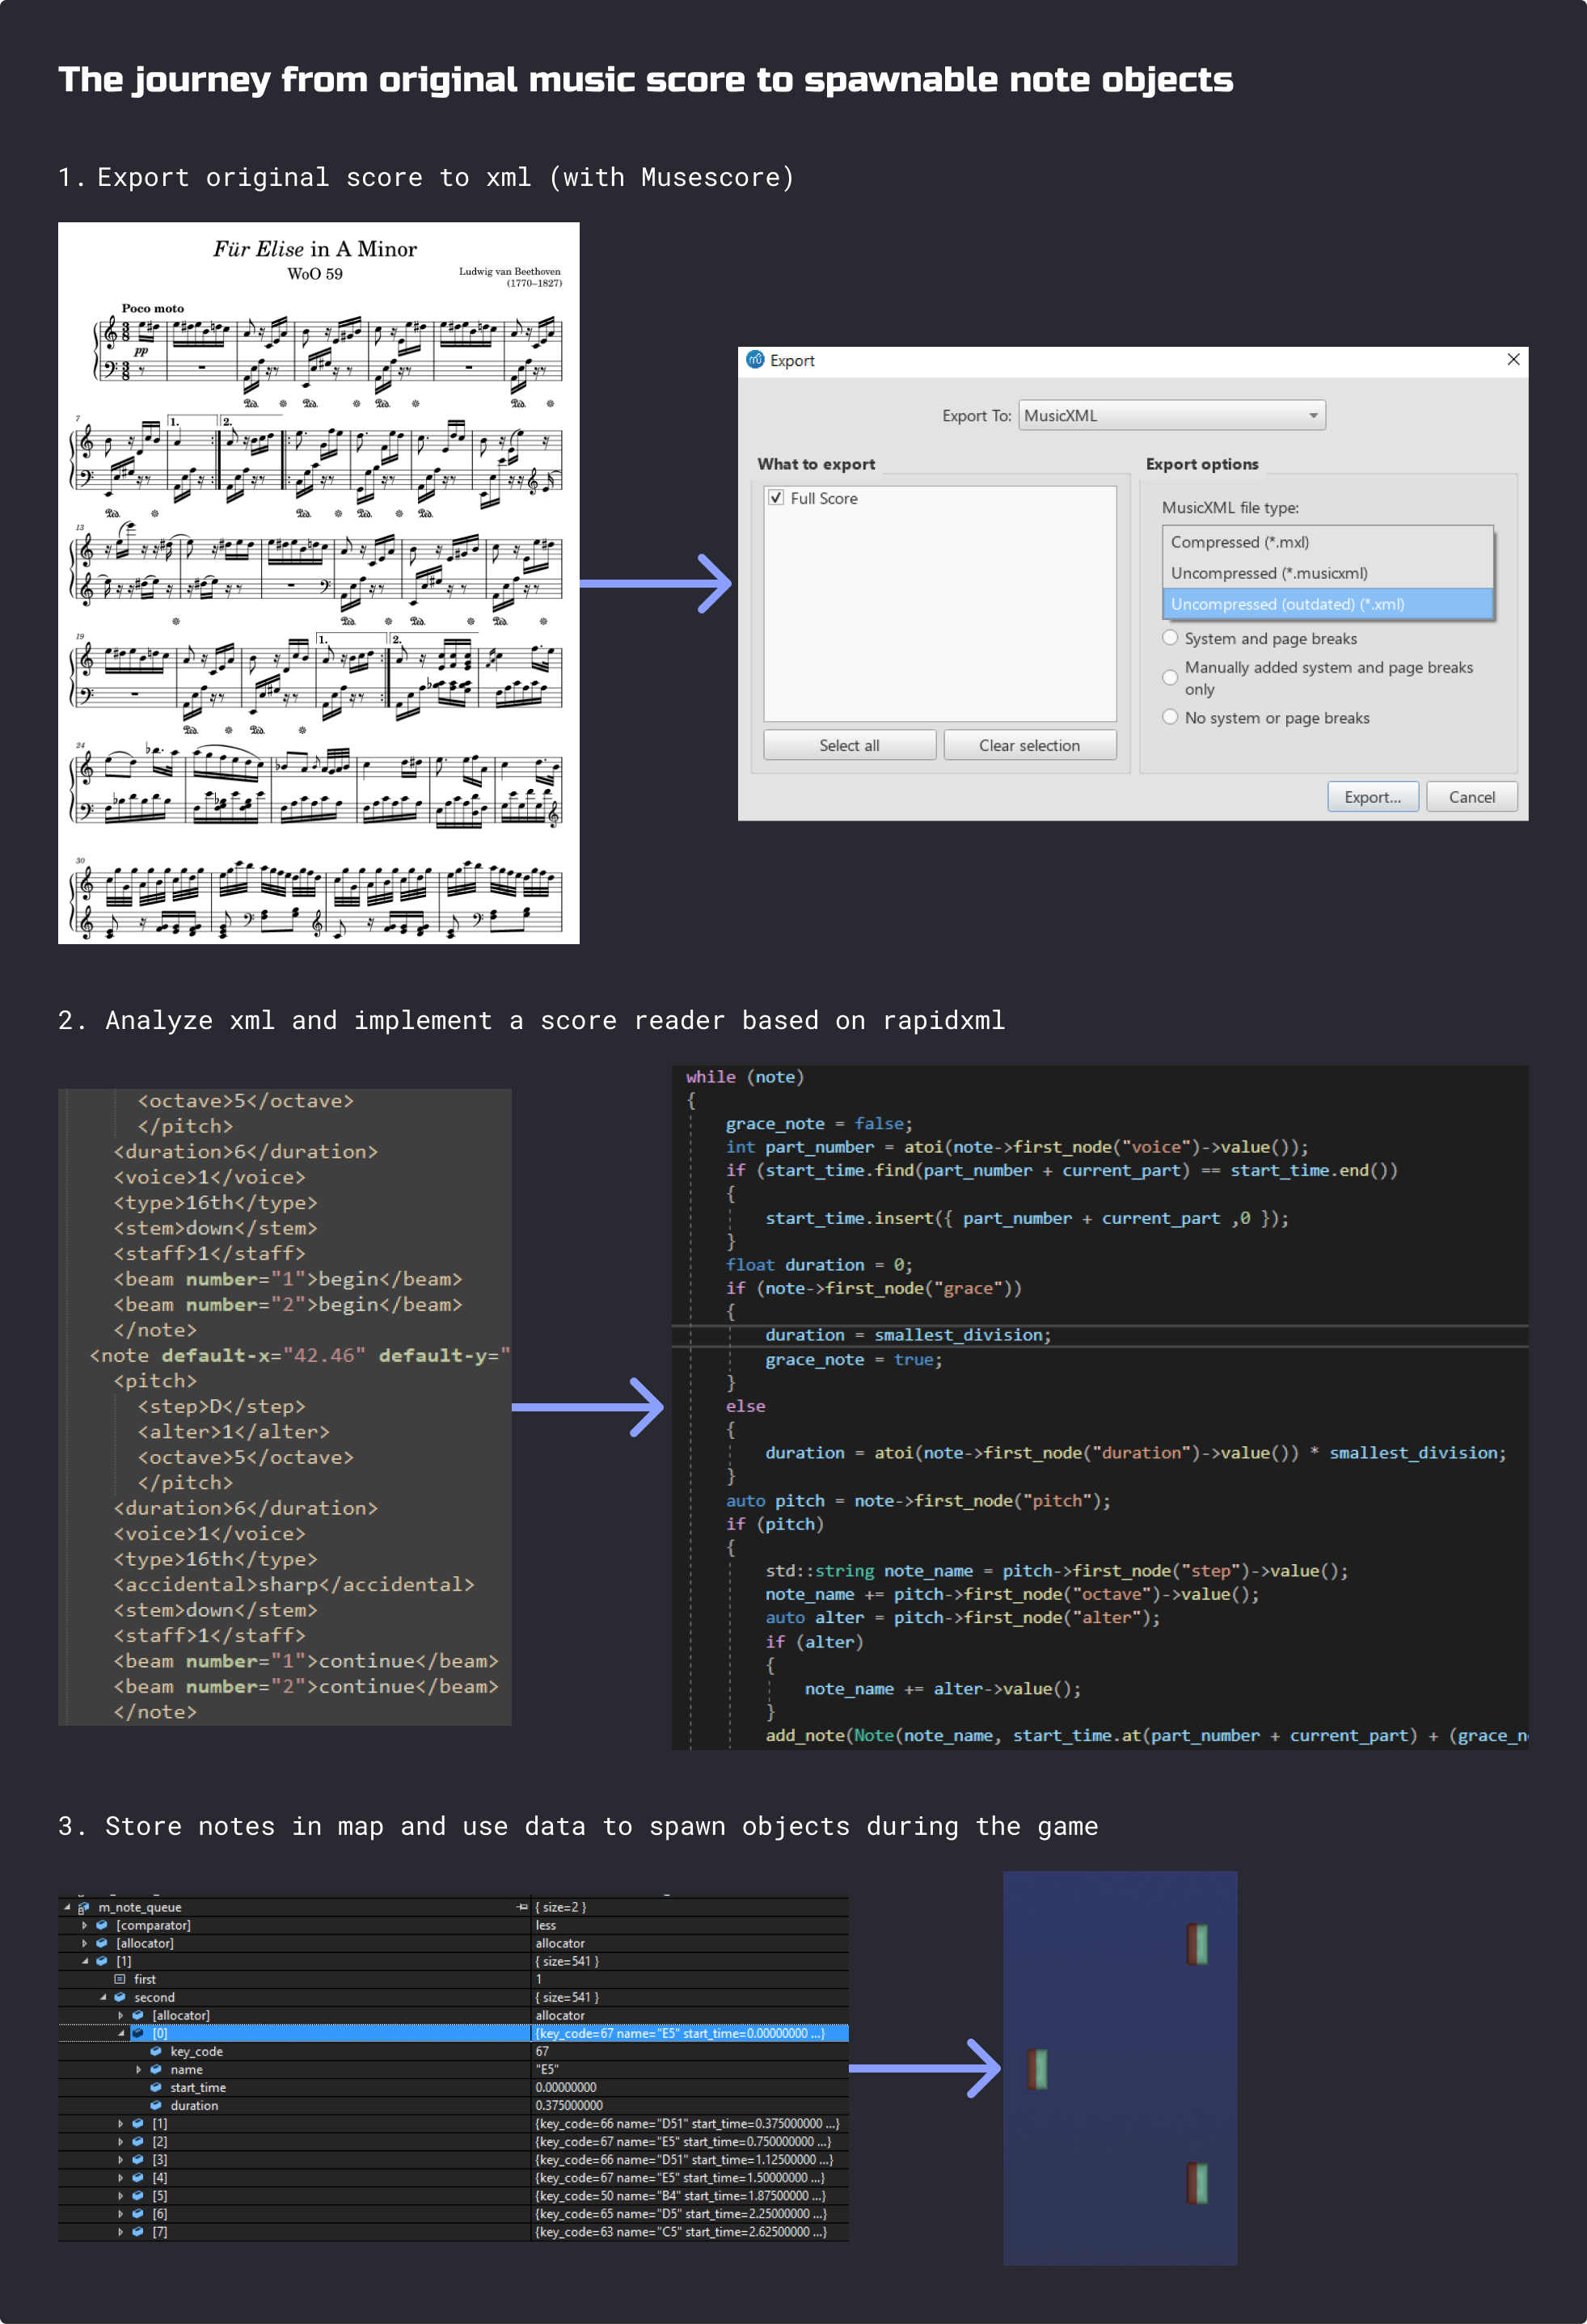 The journey from original music score to spawnable note objects
1. Export original score to xml (with Musescore)
Für Elise in A Minor
WoO 59
Ludwig van Beethoven
(1770–1827)
Poco moto
pp
7
1.
2.
13
19
1.
2.
24
30
Export
Export To: MusicXML
What to export
Full Score
Select all
Clear selection
Export options
MusicXML file type:
Compressed (*.mxl)
Uncompressed (*.musicxml)
Uncompressed (outdated) (*.xml)
System and page breaks
Manually added system and page breaks
only
No system or page breaks
Export...
Cancel
2. Analyze xml and implement a score reader based on rapidxml
<octave>5</octave>
</pitch>
<duration>6</duration>
<voice>1</voice>
<type>16th</type>
<stem>down</stem>
<staff>1</staff>
<beam number="1">begin</beam>
<beam number="2">begin</beam>
</note>
<note default-x="42.46" default-y="
<pitch>
<step>D</step>
<alter>1</alter>
<octave>5</octave>
</pitch>
<duration>6</duration>
<voice>1</voice>
<type>16th</type>
<accidental>sharp</accidental>
<stem>down</stem>
<staff>1</staff>
<beam number="1">continue</beam>
<beam number="2">continue</beam>
</note>
while (note)
{
grace_note = false;
int part_number = atoi(note->first_node("voice")->value());
if (start_time.find(part_number + current_part) == start_time.end())
{
start_time.insert({ part_number + current_part ,0 });
}
float duration = 0;
if (note->first_node("grace"))
{
duration = smallest_division;
grace_note = true;
}
else
{
duration = atoi(note->first_node("duration")->value()) * smallest_division;
}
auto pitch = note->first_node("pitch");
if (pitch)
{
std::string note_name = pitch->first_node("step")->value();
note_name += pitch->first_node("octave")->value();
auto alter = pitch->first_node("alter");
if (alter)
{
note_name += alter->value();
}
add_note(Note(note_name, start_time.at(part_number + current_part) + (grace_n
3. Store notes in map and use data to spawn objects during the game
m_note_queue { size=2 }
[comparator] less
[allocator] allocator
[1] { size=541 }
first 1
second { size=541 }
[allocator] allocator
[0] {key_code=67 name="E5" start_time=0.00000000 ...}
key_code 67
name "E5"
start_time 0.00000000
duration 0.375000000
[1] {key_code=66 name="D51" start_time=0.375000000 ...}
[2] {key_code=67 name="E5" start_time=0.750000000 ...}
[3] {key_code=66 name="D51" start_time=1.12500000 ...}
[4] {key_code=67 name="E5" start_time=1.50000000 ...}
[5] {key_code=50 name="B4" start_time=1.87500000 ...}
[6] {key_code=65 name="D5" start_time=2.25000000 ...}
[7] {key_code=63 name="C5" start_time=2.62500000 ...}